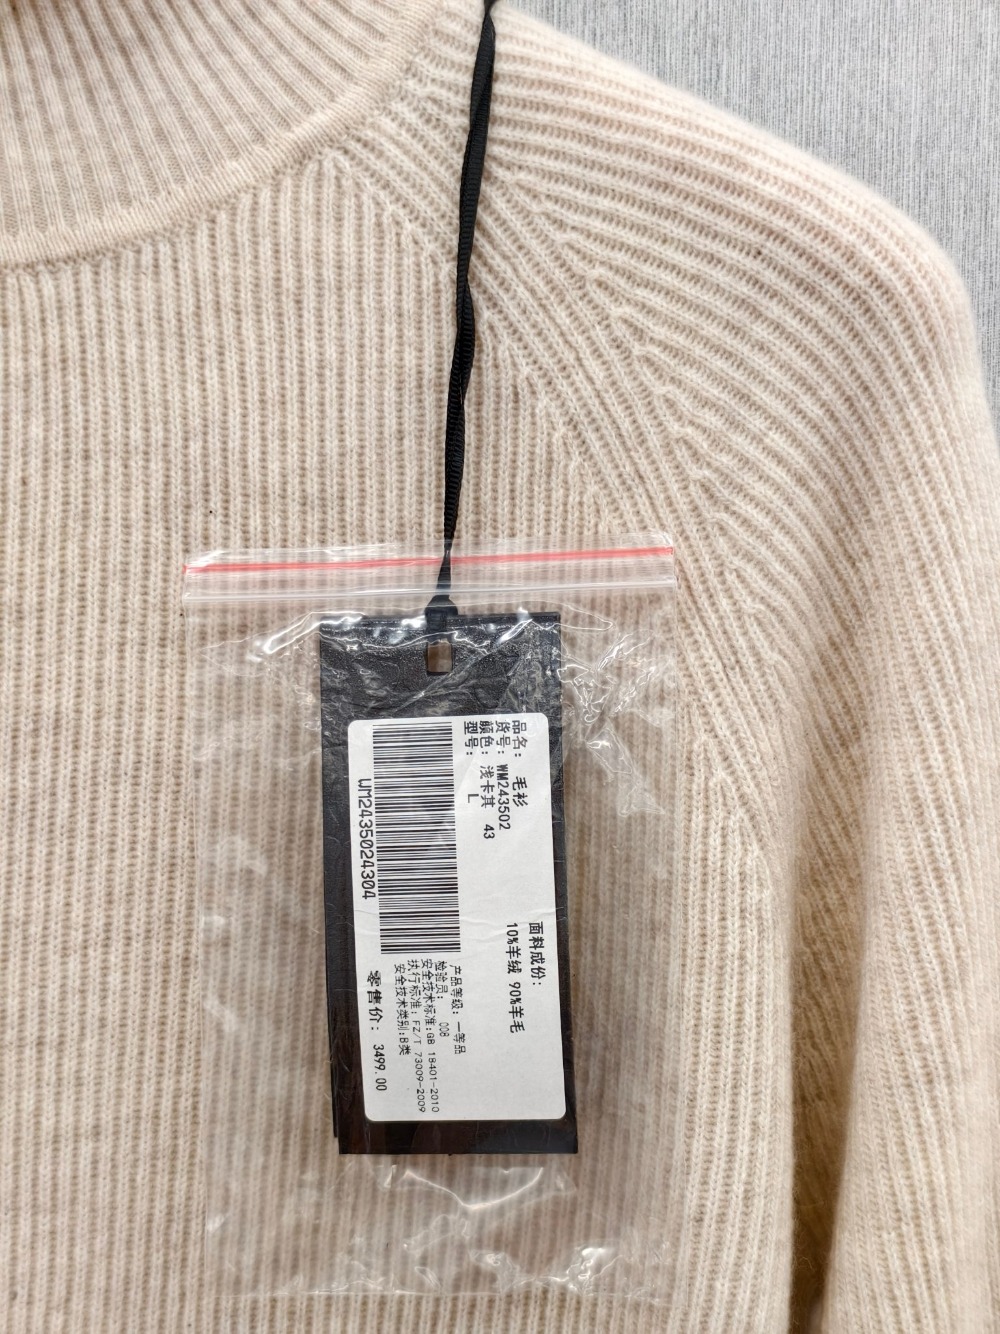 品名： 毛衫
货号：WM243502
颜色： 浅卡其 43
型号： L
面料成份：
10%羊绒 90%羊毛
WM2435024304
产品等级：一等品
检验员： 008
安全技术标准:GB 18401-2010
执行标准: FZ/T 73009-2009
安全技术类别:B类
零售价： 3499.00